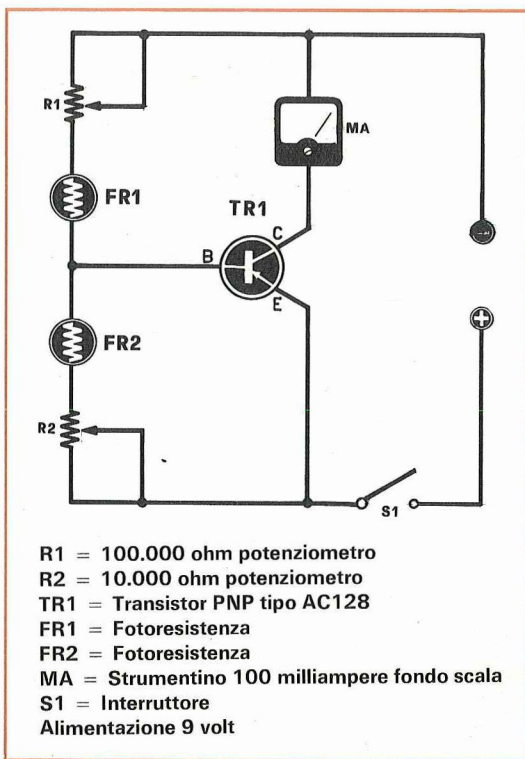 R1
MA
FR1
TR1
C
B
E
−
+
FR2
R2
S1
R1 = 100.000 ohm potenziometro
R2 = 10.000 ohm potenziometro
TR1 = Transistor PNP tipo AC128
FR1 = Fotoresistenza
FR2 = Fotoresistenza
MA = Strumentino 100 milliampere fondo scala
S1 = Interruttore
Alimentazione 9 volt